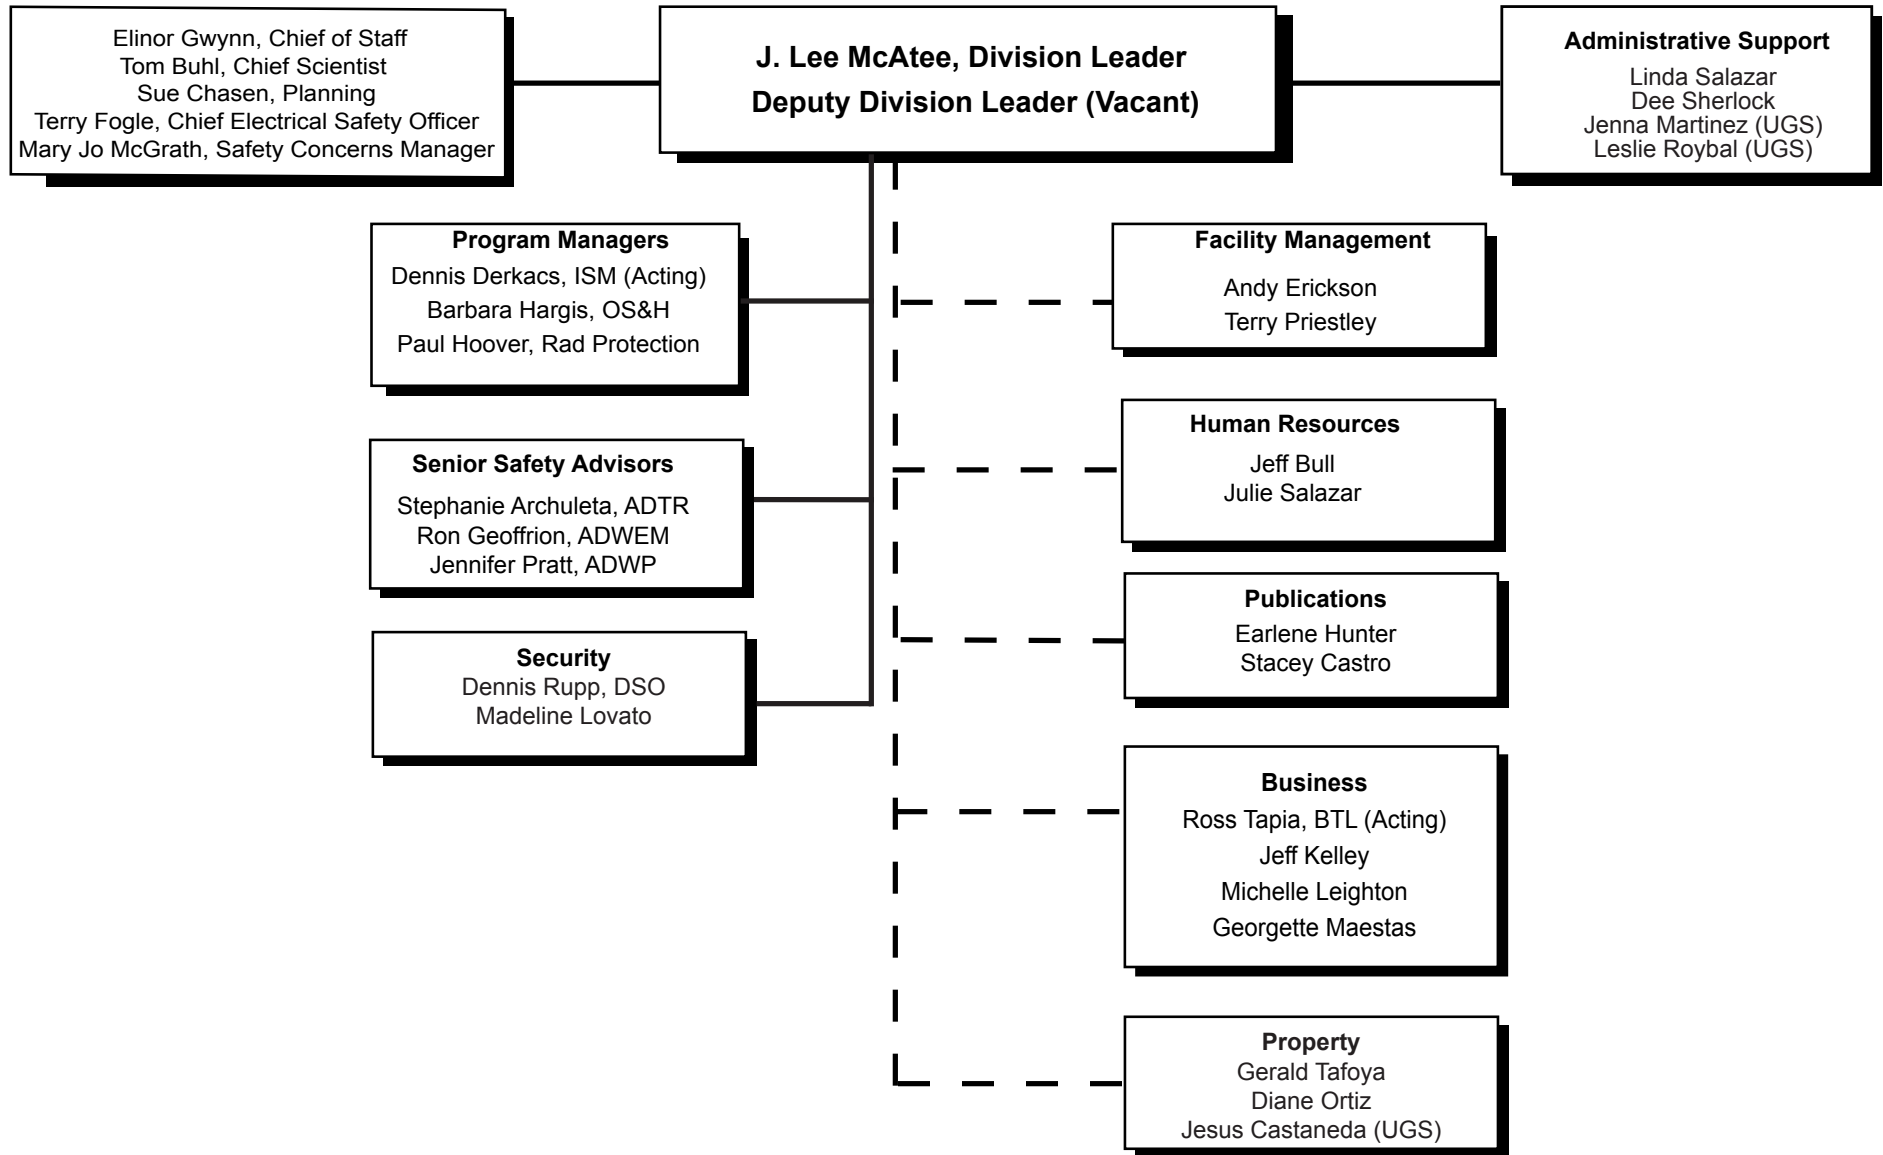 Elinor Gwynn, Chief of Staff
Tom Buhl, Chief Scientist
Sue Chasen, Planning
Terry Fogle, Chief Electrical Safety Officer
Mary Jo McGrath, Safety Concerns Manager
J. Lee McAtee, Division Leader
Deputy Division Leader (Vacant)
Administrative Support
Linda Salazar
Dee Sherlock
Jenna Martinez (UGS)
Leslie Roybal (UGS)
Program Managers
Dennis Derkacs, ISM (Acting)
Barbara Hargis, OS&H
Paul Hoover, Rad Protection
Senior Safety Advisors
Stephanie Archuleta, ADTR
Ron Geoffrion, ADWEM
Jennifer Pratt, ADWP
Security
Dennis Rupp, DSO
Madeline Lovato
Facility Management
Andy Erickson
Terry Priestley
Human Resources
Jeff Bull
Julie Salazar
Publications
Earlene Hunter
Stacey Castro
Business
Ross Tapia, BTL (Acting)
Jeff Kelley
Michelle Leighton
Georgette Maestas
Property
Gerald Tafoya
Diane Ortiz
Jesus Castaneda (UGS)